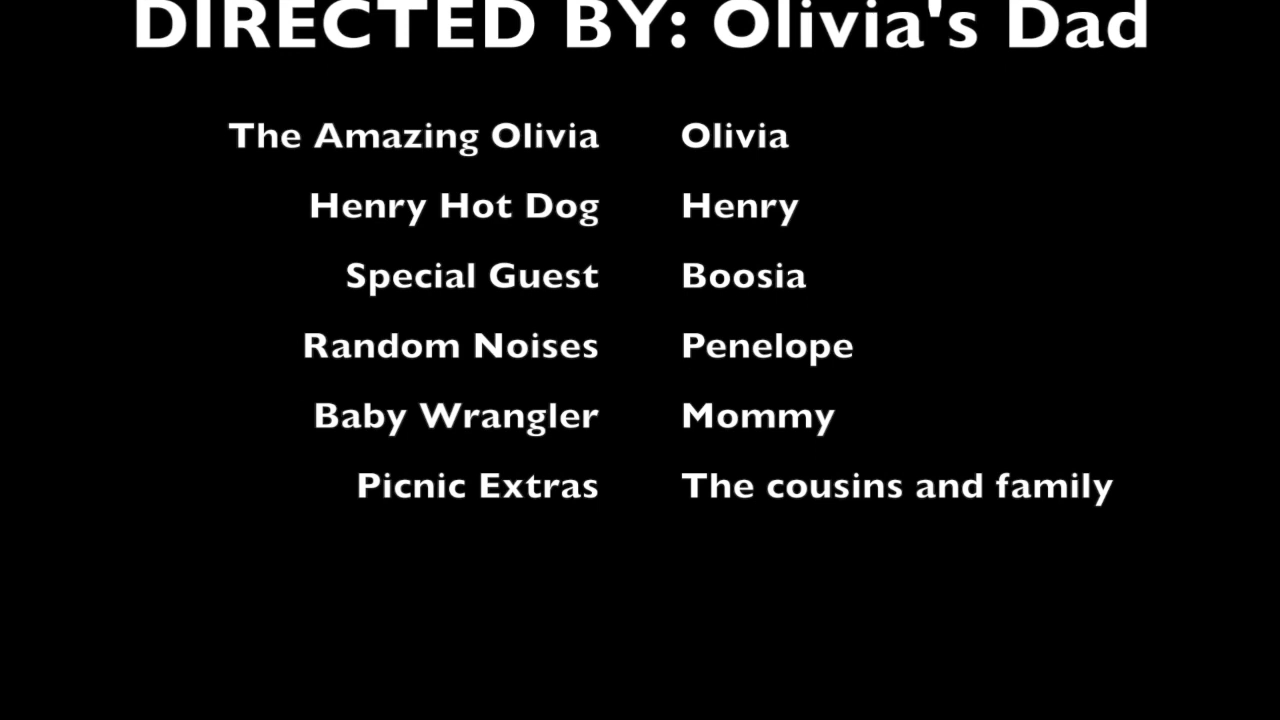 DIRECTED BY: Olivia's Dad
The Amazing Olivia Olivia
Henry Hot Dog Henry
Special Guest Boosia
Random Noises Penelope
Baby Wrangler Mommy
Picnic Extras The cousins and family